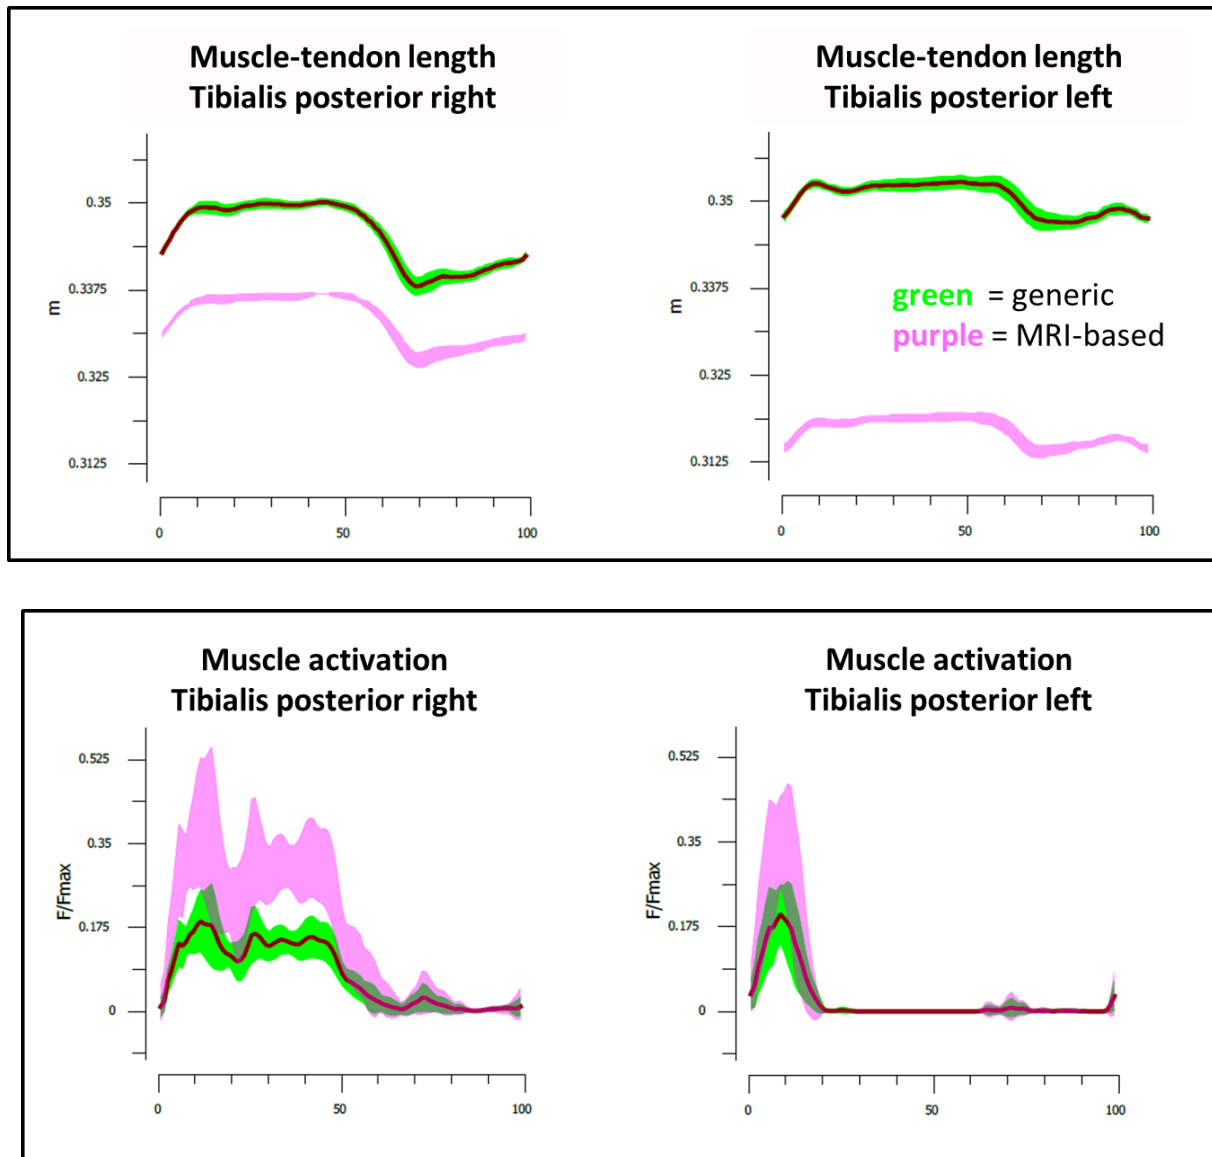 Muscle-tendon length
Tibialis posterior right
Muscle-tendon length
Tibialis posterior left
0.35
0.3375
0.325
0.3125
m
0
50
100
0.35
0.3375
0.325
0.3125
m
green = generic
purple = MRI-based
0
50
100
Muscle activation
Tibialis posterior right
Muscle activation
Tibialis posterior left
0.525
0.35
0.175
0
F/Fmax
0
50
100
0.525
0.35
0.175
0
F/Fmax
0
50
100